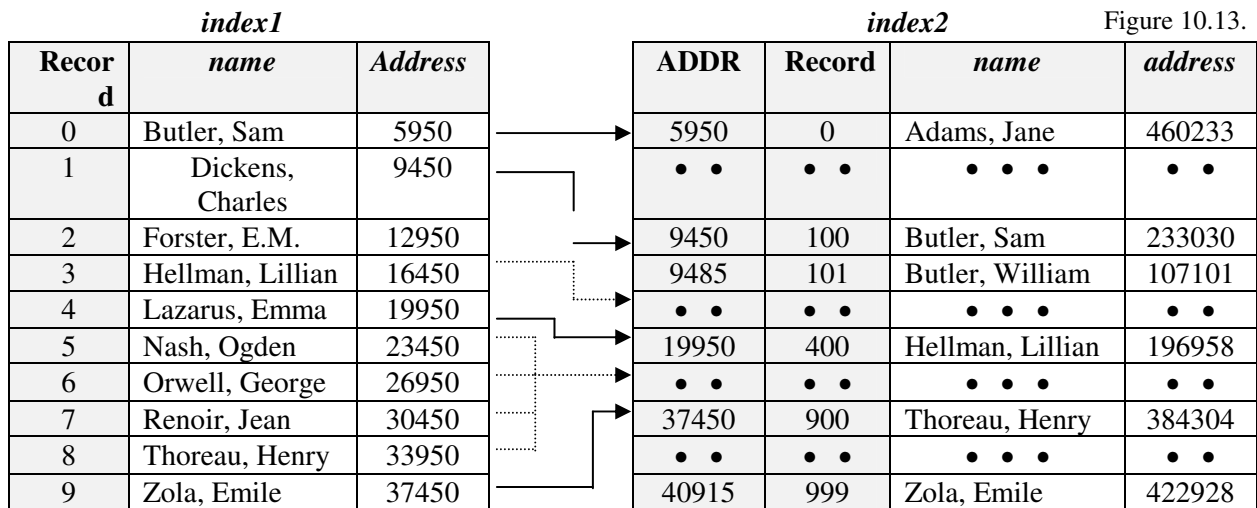 index1
index2
Figure 10.13.
Recor
d
name
Address
ADDR
Record
name
address
0 Butler, Sam 5950
5950 0 Adams, Jane 460233
1 Dickens, 9450
Charles
● ● ● ● ● ● ● ● ●
2 Forster, E.M. 12950
9450 100 Butler, Sam 233030
3 Hellman, Lillian 16450
9485 101 Butler, William 107101
4 Lazarus, Emma 19950
● ● ● ● ● ● ● ● ●
5 Nash, Ogden 23450
19950 400 Hellman, Lillian 196958
6 Orwell, George 26950
● ● ● ● ● ● ● ● ●
7 Renoir, Jean 30450
37450 900 Thoreau, Henry 384304
8 Thoreau, Henry 33950
● ● ● ● ● ● ● ● ●
9 Zola, Emile 37450
40915 999 Zola, Emile 422928